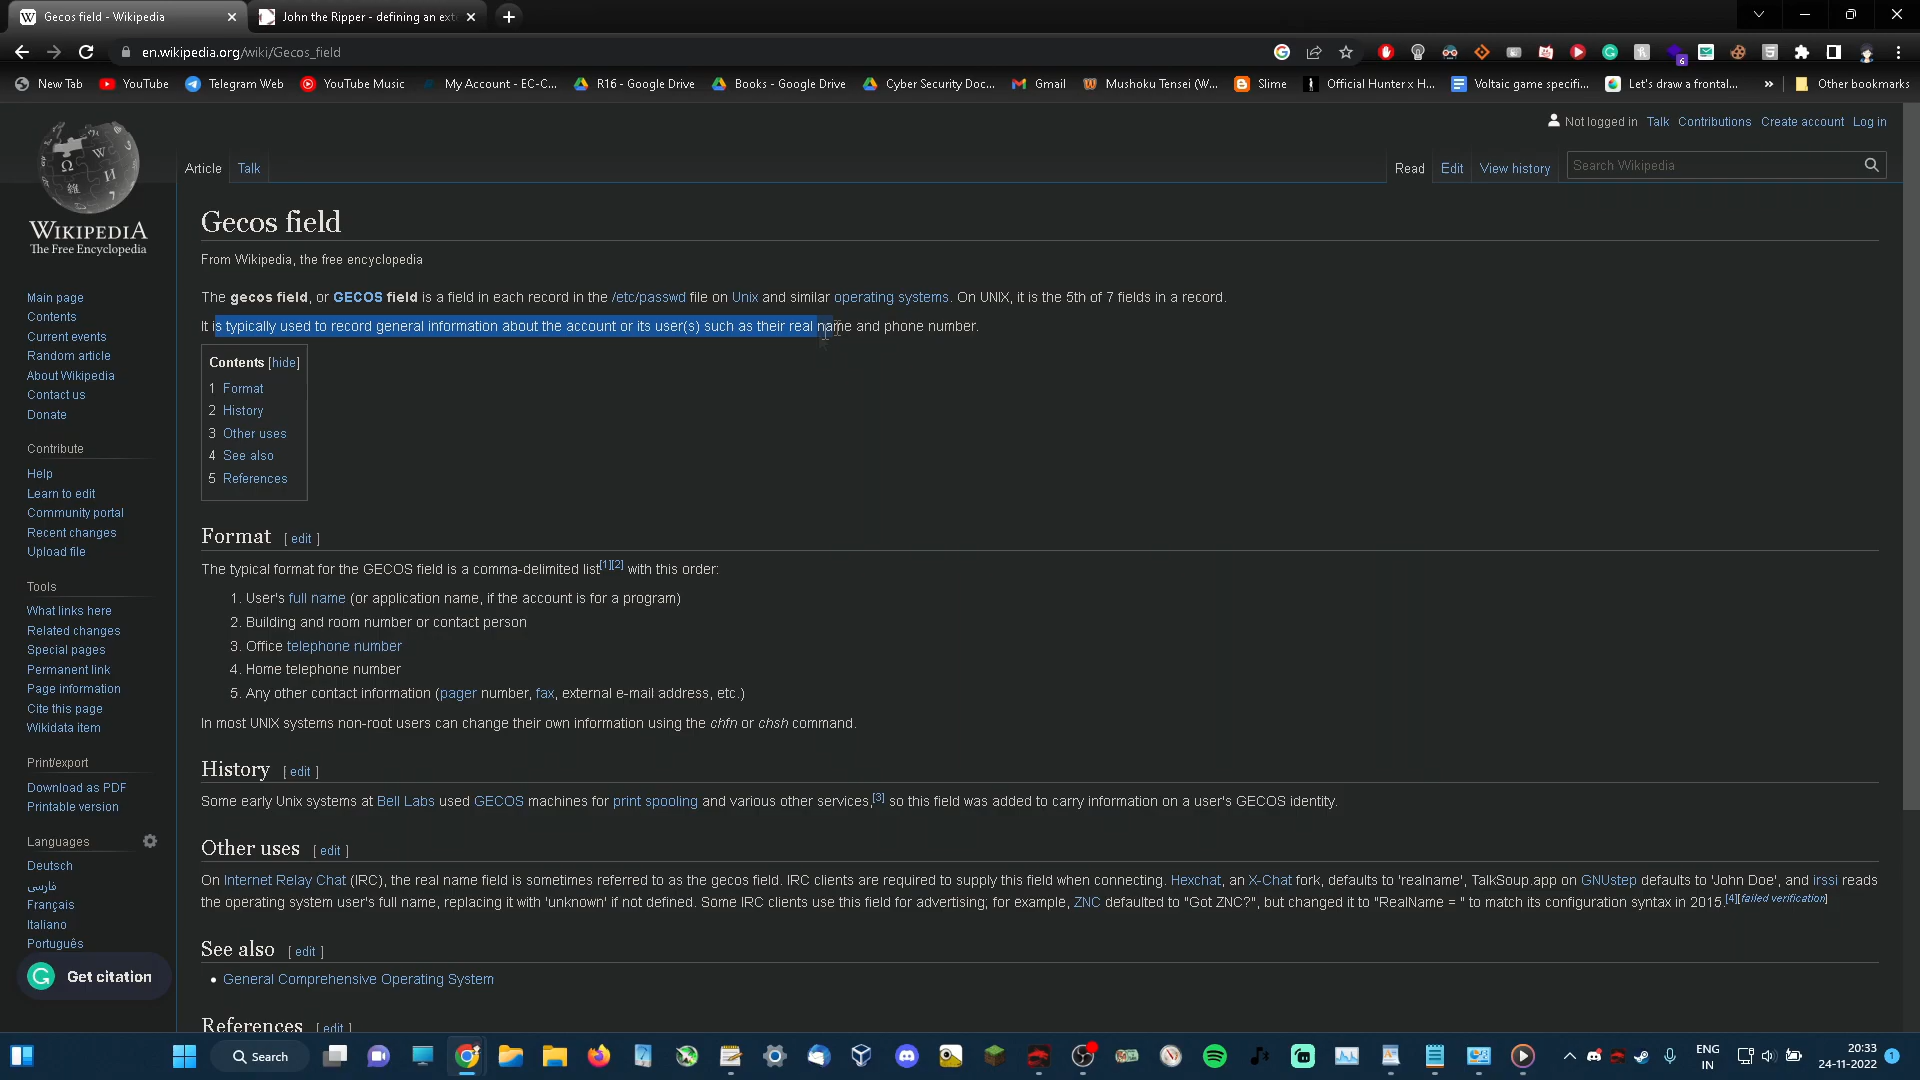 Gecos field - Wikipedia
John the Ripper - defining an ext
en.wikipedia.org/wiki/Gecos_field
New Tab
YouTube
Telegram Web
YouTube Music
My Account - EC-C...
R16 - Google Drive
Books - Google Drive
Cyber Security Doc...
Gmail
Mushoku Tensei (W...
Slime
Official Hunter x H...
Voltaic game specifi...
Let's draw a frontal...
»
Other bookmarks
Not logged in Talk Contributions Create account Log in
Article Talk
Read Edit View history
Search Wikipedia
WIKIPEDIA
The Free Encyclopedia
Main page
Contents
Current events
Random article
About Wikipedia
Contact us
Donate
Contribute
Help
Learn to edit
Community portal
Recent changes
Upload file
Tools
What links here
Related changes
Special pages
Permanent link
Page information
Cite this page
Wikidata item
Print/export
Download as PDF
Printable version
Languages
Deutsch
فارسی
Français
Italiano
Português
Get citation
Gecos field
From Wikipedia, the free encyclopedia
The gecos field, or GECOS field is a field in each record in the /etc/passwd file on Unix and similar operating systems. On UNIX, it is the 5th of 7 fields in a record.
It is typically used to record general information about the account or its user(s) such as their real name and phone number.
Contents [hide]
1 Format
2 History
3 Other uses
4 See also
5 References
Format [ edit ]
The typical format for the GECOS field is a comma-delimited list[1][2] with this order:
1. User's full name (or application name, if the account is for a program)
2. Building and room number or contact person
3. Office telephone number
4. Home telephone number
5. Any other contact information (pager number, fax, external e-mail address, etc.)
In most UNIX systems non-root users can change their own information using the chfn or chsh command.
History [ edit ]
Some early Unix systems at Bell Labs used GECOS machines for print spooling and various other services,[3] so this field was added to carry information on a user's GECOS identity.
Other uses [ edit ]
On Internet Relay Chat (IRC), the real name field is sometimes referred to as the gecos field. IRC clients are required to supply this field when connecting. Hexchat, an X-Chat fork, defaults to 'realname', TalkSoup.app on GNUstep defaults to 'John Doe', and irssi reads
the operating system user's full name, replacing it with 'unknown' if not defined. Some IRC clients use this field for advertising; for example, ZNC defaulted to "Got ZNC?", but changed it to "RealName = " to match its configuration syntax in 2015.[4][failed verification]
See also [ edit ]
• General Comprehensive Operating System
References [ edit ]
Search
ENG
IN
20:33
24-11-2022
1